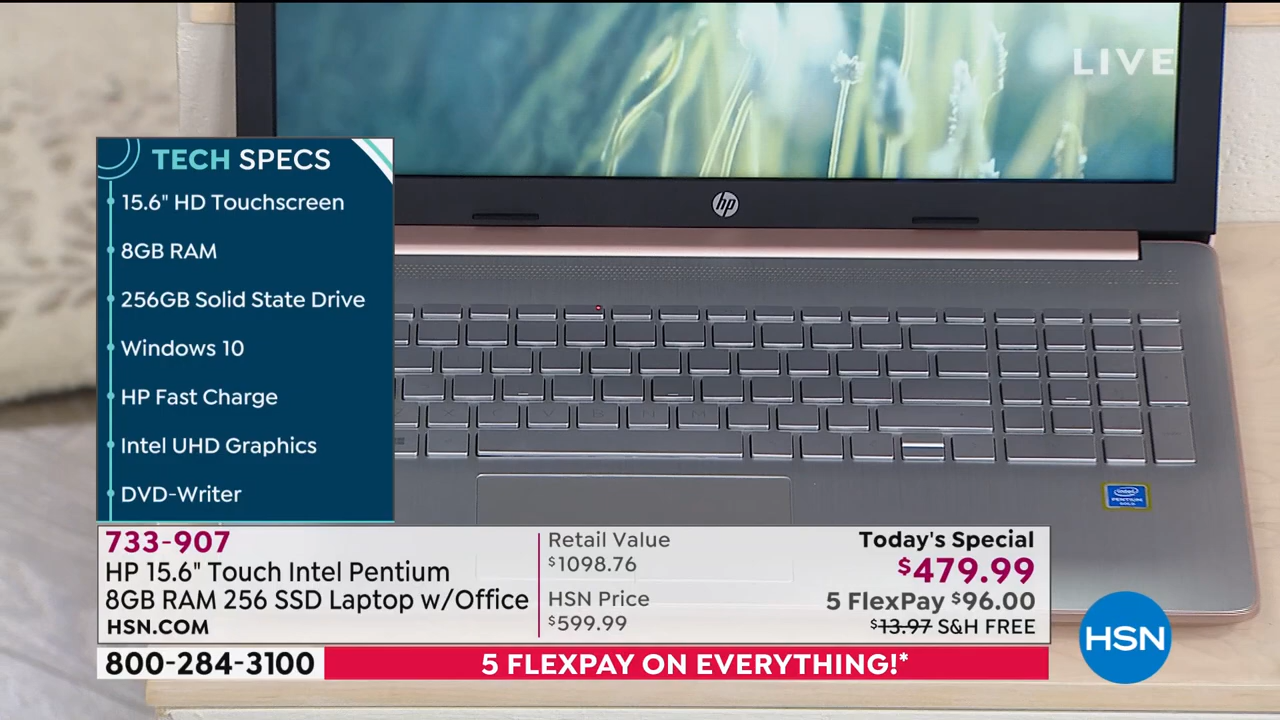 LIVE
TECH SPECS
15.6" HD Touchscreen
8GB RAM
256GB Solid State Drive
Windows 10
HP Fast Charge
Intel UHD Graphics
DVD-Writer
hp
intel
PENTIUM
GOLD
733-907
HP 15.6" Touch Intel Pentium
8GB RAM 256 SSD Laptop w/Office
HSN.COM
Retail Value
$1098.76
HSN Price
$599.99
Today's Special
$479.99
5 FlexPay $96.00
$13.97 S&H FREE
HSN
800-284-3100
5 FLEXPAY ON EVERYTHING!*